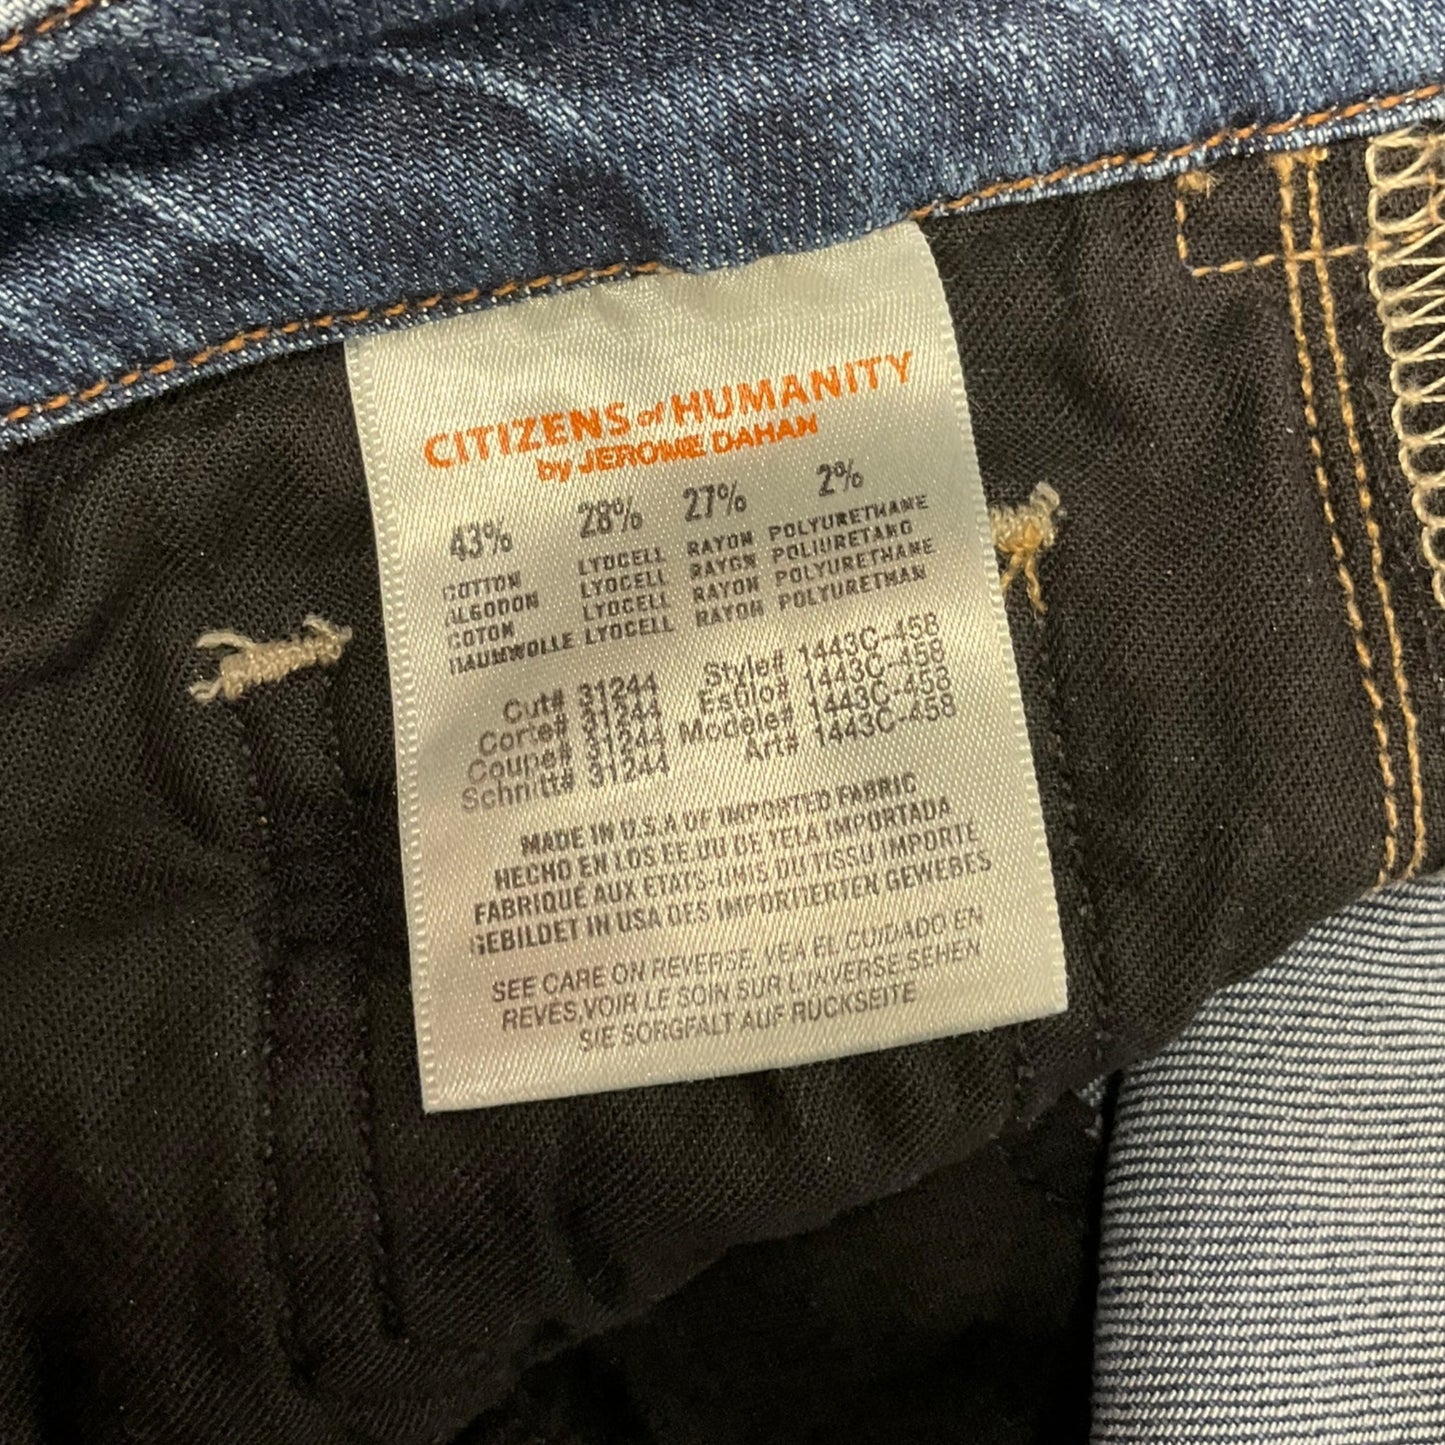 CITIZENS of HUMANITY
by JEROME DAHAN
43% 28% 27% 2%
COTTON LYOCELL RAYON POLYURETHANE
ALGODON LYOCELL RAYON POLIURETANO
COTON LYOCELL RAYON POLYURETHANE
BAUMWOLLE LYOCELL RAYON POLYURETHAN
Cut# 31244 Style# 1443C-458
Corte# 31244 Estilo# 1443C-458
Coupe# 31244 Modele# 1443C-458
Schnitt# 31244 Art# 1443C-458
MADE IN U.S.A OF IMPORTED FABRIC
HECHO EN LOS EE.UU DE TELA IMPORTADA
FABRIQUÉ AUX ETATS-UNIS DU TISSU IMPORTE
GEBILDET IN USA DES IMPORTIERTEN GEWEBES
SEE CARE ON REVERSE, VEA EL CUIDADO EN
REVES, VOIR LE SOIN SUR L'INVERSE, SEHEN
SIE SORGFALT AUF RÜCKSEITE